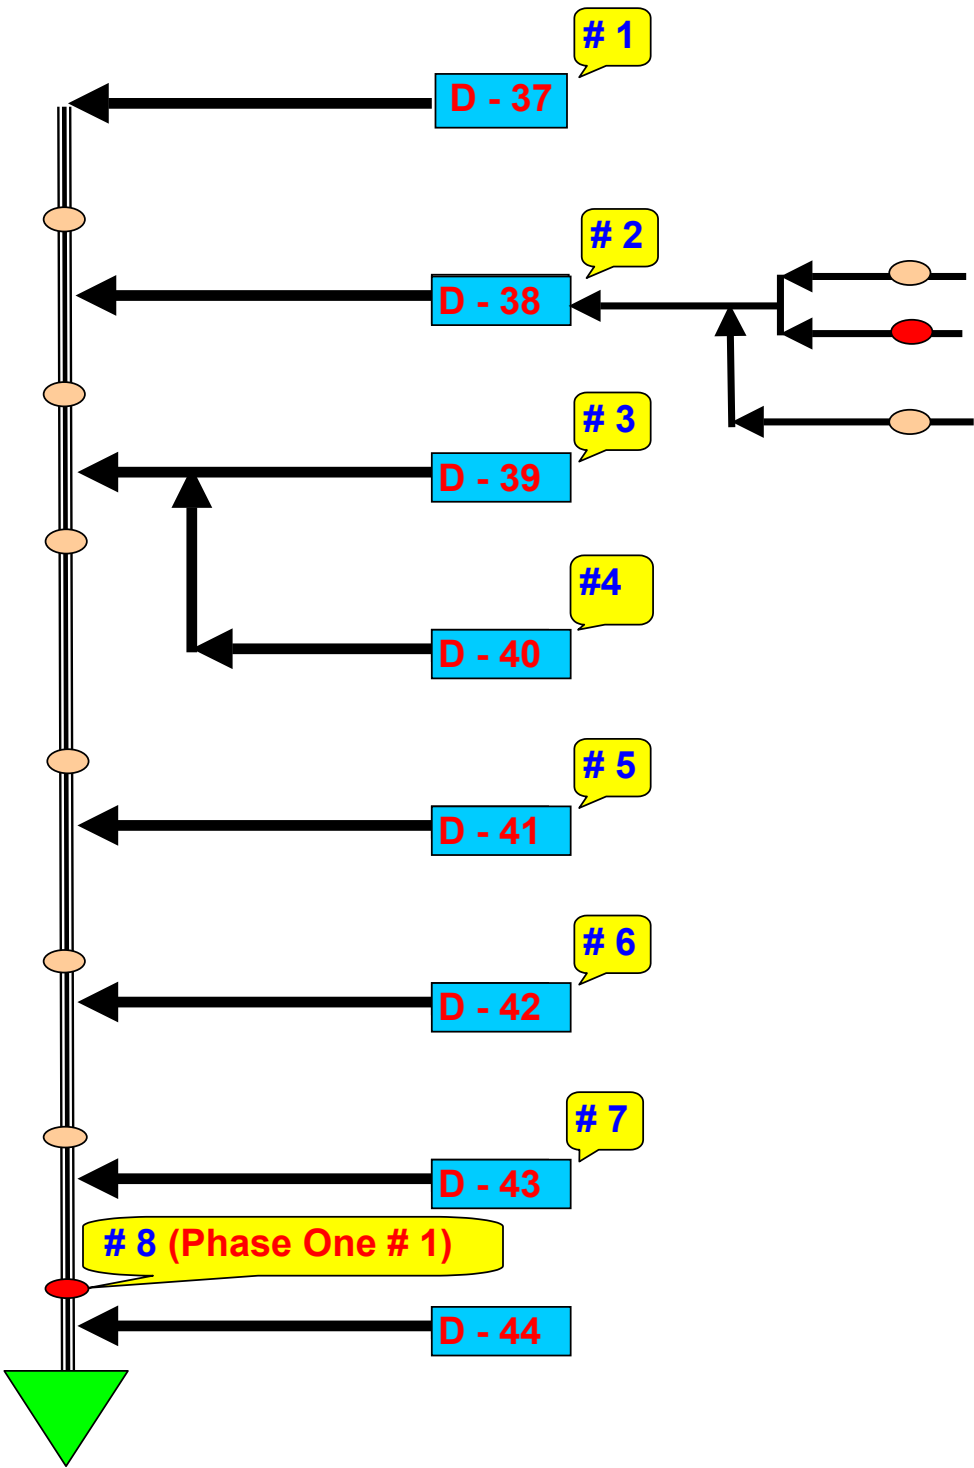 # 1
D - 37
# 2
D - 38
# 3
D - 39
#4
D - 40
# 5
D - 41
# 6
D - 42
# 7
D - 43
# 8 (Phase One # 1)
D - 44